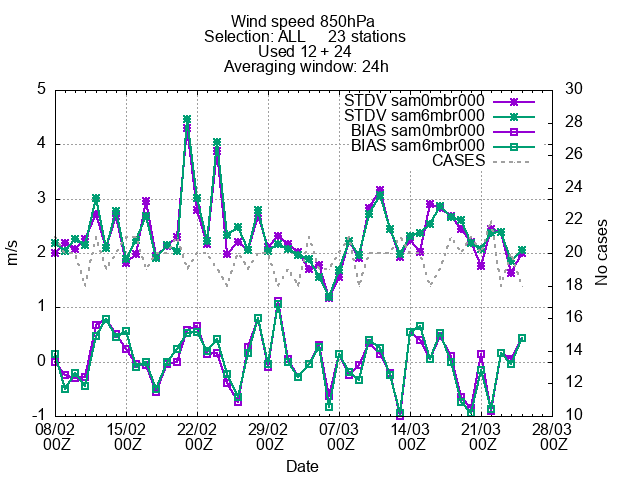 Wind speed 850hPa
Selection: ALL 23 stations
Used 12 + 24
Averaging window: 24h
5
4
3
2
1
0
-1
30
28
26
24
22
20
18
16
14
12
10
STDV sam0mbr000
STDV sam6mbr000
BIAS sam0mbr000
BIAS sam6mbr000
CASES
m/s
No cases
08/02 15/02 22/02 29/02 07/03 14/03 21/03 28/03
00Z 00Z 00Z 00Z 00Z 00Z 00Z 00Z
Date